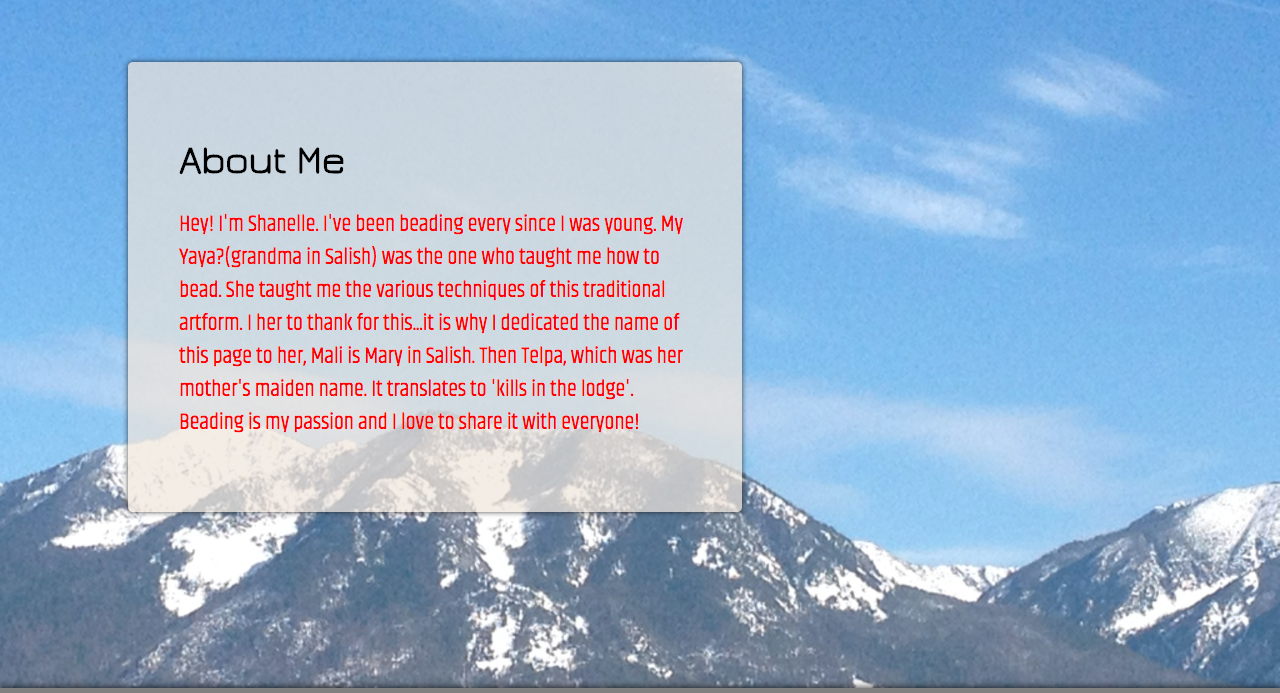 About Me
Hey! I'm Shanelle. I've been beading every since I was young. My
Yaya?(grandma in Salish) was the one who taught me how to
bead. She taught me the various techniques of this traditional
artform. I her to thank for this...it is why I dedicated the name of
this page to her, Mali is Mary in Salish. Then Telpa, which was her
mother's maiden name. It translates to 'kills in the lodge'.
Beading is my passion and I love to share it with everyone!